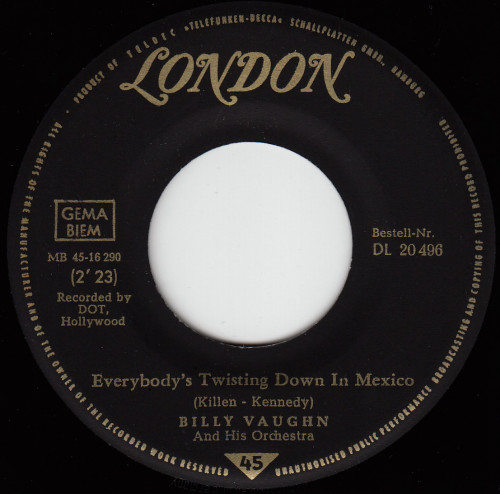 · PRODUCT OF TELDEC »TELEFUNKEN-DECCA« SCHALLPLATTEN GMBH., HAMBURG
LONDON
GEMA
BIEM
MB 45-16 290
(2' 23)
Recorded by
DOT,
Hollywood
Bestell-Nr.
DL 20 496
Everybody's Twisting Down In Mexico
(Killen - Kennedy)
BILLY VAUGHN
And His Orchestra
45
ALL RIGHTS OF THE MANUFACTURER AND OF THE OWNER OF THE RECORDED WORK RESERVED
UNAUTHORISED PUBLIC PERFORMANCE BROADCASTING AND COPYING OF THIS RECORD PROHIBITED